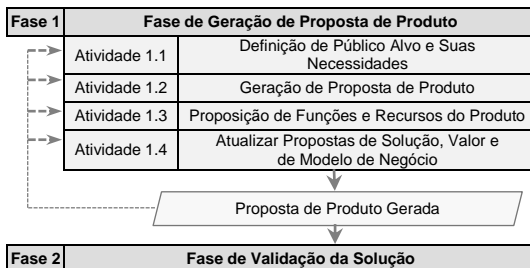 Fase 1 Fase de Geração de Proposta de Produto
Atividade 1.1 Definição de Público Alvo e Suas
Necessidades
Atividade 1.2 Geração de Proposta de Produto
Atividade 1.3 Proposição de Funções e Recursos do Produto
Atividade 1.4 Atualizar Propostas de Solução, Valor e
de Modelo de Negócio
Proposta de Produto Gerada
Fase 2 Fase de Validação da Solução